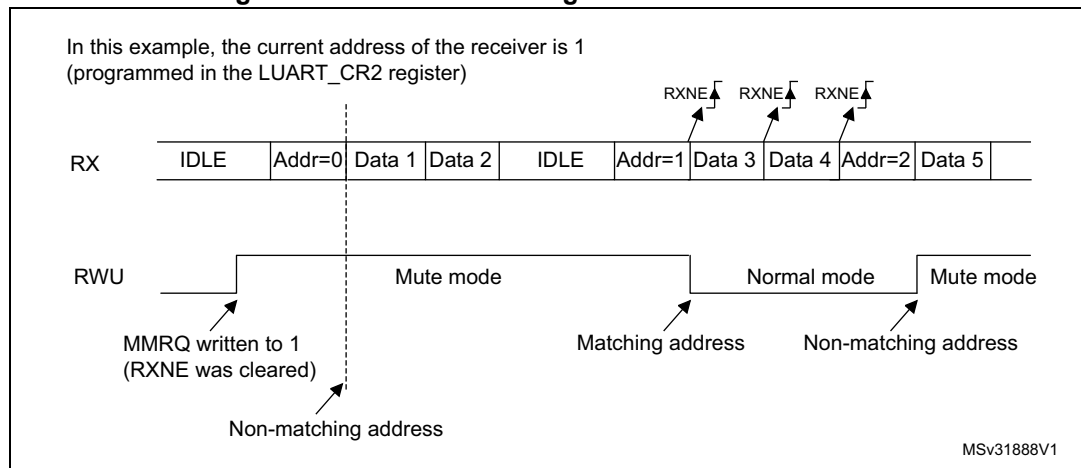 In this example, the current address of the receiver is 1
(programmed in the LUART_CR2 register)
RXNE RXNE RXNE
RX IDLE Addr=0 Data 1 Data 2 IDLE Addr=1 Data 3 Data 4 Addr=2 Data 5
RWU Mute mode Normal mode Mute mode
MMRQ written to 1
(RXNE was cleared)
Matching address Non-matching address
Non-matching address
MSv31888V1